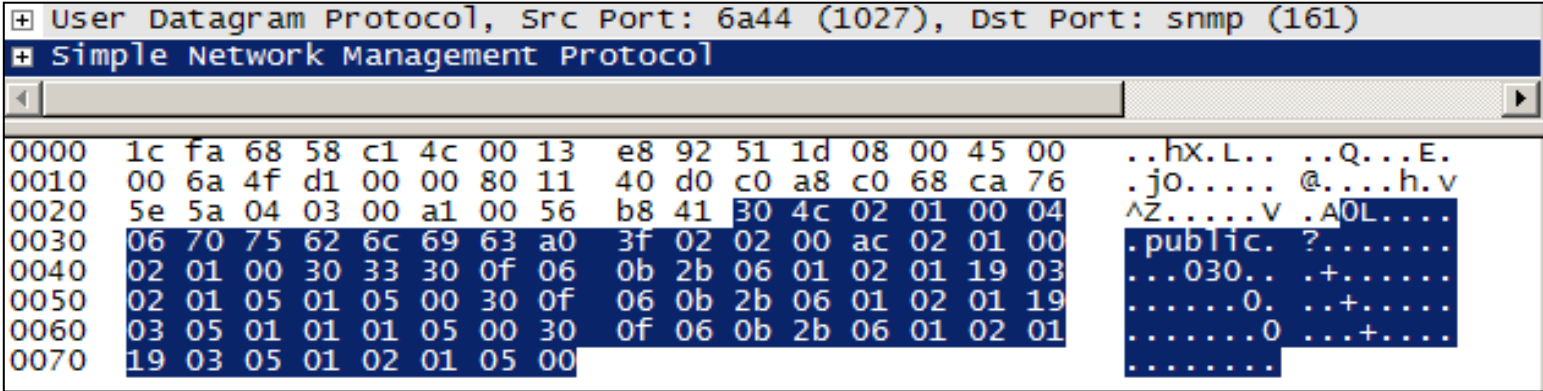 User Datagram Protocol, Src Port: 6a44 (1027), Dst Port: snmp (161)
Simple Network Management Protocol
0000 1c fa 68 58 c1 4c 00 13 e8 92 51 1d 08 00 45 00 ..hX.L.. ..Q...E.
0010 00 6a 4f d1 00 00 80 11 40 d0 c0 a8 c0 68 ca 76 .jO..... @....h.v
0020 5e 5a 04 03 00 a1 00 56 b8 41 30 4c 02 01 00 04 ^Z.....V .A0L....
0030 06 70 75 62 6c 69 63 a0 3f 02 02 00 ac 02 01 00 .public. ?.......
0040 02 01 00 30 33 30 0f 06 0b 2b 06 01 02 01 19 03 ...030.. .+......
0050 02 01 05 01 05 00 30 0f 06 0b 2b 06 01 02 01 19 ......0. ..+.....
0060 03 05 01 01 01 05 00 30 0f 06 0b 2b 06 01 02 01 .......0 ...+....
0070 19 03 05 01 02 01 05 00 ........